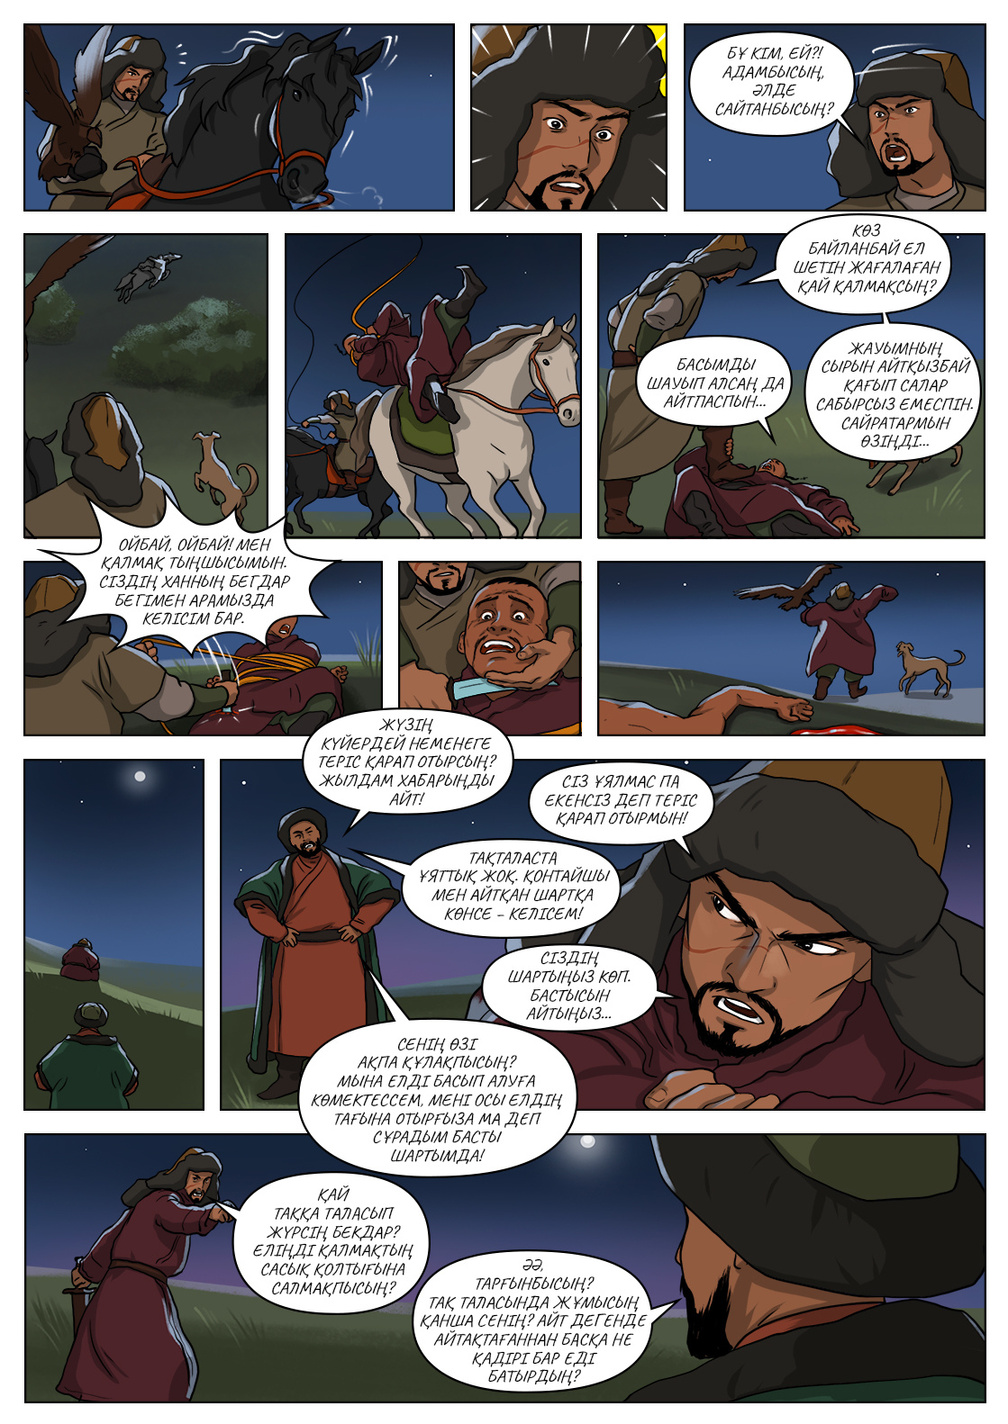 БҰ КІМ, ЕЙ?!
АДАМБЫСЫҢ,
ӘЛДЕ
САЙТАНБЫСЫҢ?
КӨЗ
БАЙЛАНБАЙ ЕЛ
ШЕТІН ЖАҒАЛАҒАН
ҚАЙ ҚАЛМАҚСЫҢ?
БАСЫМДЫ
ШАУЫП АЛСАҢ ДА
АЙТПАСПЫН...
ЖАУЫМНЫҢ
СЫРЫН АЙТҚЫЗБАЙ
ҚАҒЫП САЛАР
САБЫРСЫЗ ЕМЕСПІН.
САЙРАТАРМЫН
ӨЗІҢДІ...
ОЙБАЙ, ОЙБАЙ! МЕН
ҚАЛМАҚ ТЫҢШЫСЫМЫН.
СІЗДІҢ ХАННЫҢ БЕГДАР
БЕГІМЕН АРАМЫЗДА
КЕЛІСІМ БАР.
ЖҮЗІҢ
КҮЙЕРДЕЙ НЕМЕНЕГЕ
ТЕРІС ҚАРАП ОТЫРСЫҢ?
ЖЫЛДАМ ХАБАРЫҢДЫ
АЙТ!
СІЗ ҰЯЛМАС ПА
ЕКЕНСІЗ ДЕП ТЕРІС
ҚАРАП ОТЫРМЫН!
ТАҚТАЛАСТА
ҰЯТТЫҚ ЖОҚ. ҚОНТАЙШЫ
МЕН АЙТҚАН ШАРТҚА
КӨНСЕ – КЕЛІСЕМ!
СІЗДІҢ
ШАРТЫҢЫЗ КӨП.
БАСТЫСЫН
АЙТЫҢЫЗ...
СЕНІҢ ӨЗІ
АҚПА ҚҰЛАҚПЫСЫҢ?
МЫНА ЕЛДІ БАСЫП АЛУҒА
КӨМЕКТЕССЕМ, МЕНІ ОСЫ ЕЛДІҢ
ТАҒЫНА ОТЫРҒЫЗА МА ДЕП
СҰРАДЫМ БАСТЫ
ШАРТЫМДА!
ҚАЙ
ТАҚҚА ТАЛАСЫП
ЖҮРСІҢ БЕКДАР?
ЕЛІҢДІ ҚАЛМАҚТЫҢ
САСЫҚ ҚОЛТЫҒЫНА
САЛМАҚПЫСЫҢ?
ӘӘ,
ТАРҒЫНБЫСЫҢ?
ТАҚ ТАЛАСЫНДА ЖҰМЫСЫҢ
ҚАНША СЕНІҢ? АЙТ ДЕГЕНДЕ
АЙТАҚТАҒАННАН БАСҚА НЕ
ҚАДІРІ БАР ЕДІ
БАТЫРДЫҢ?